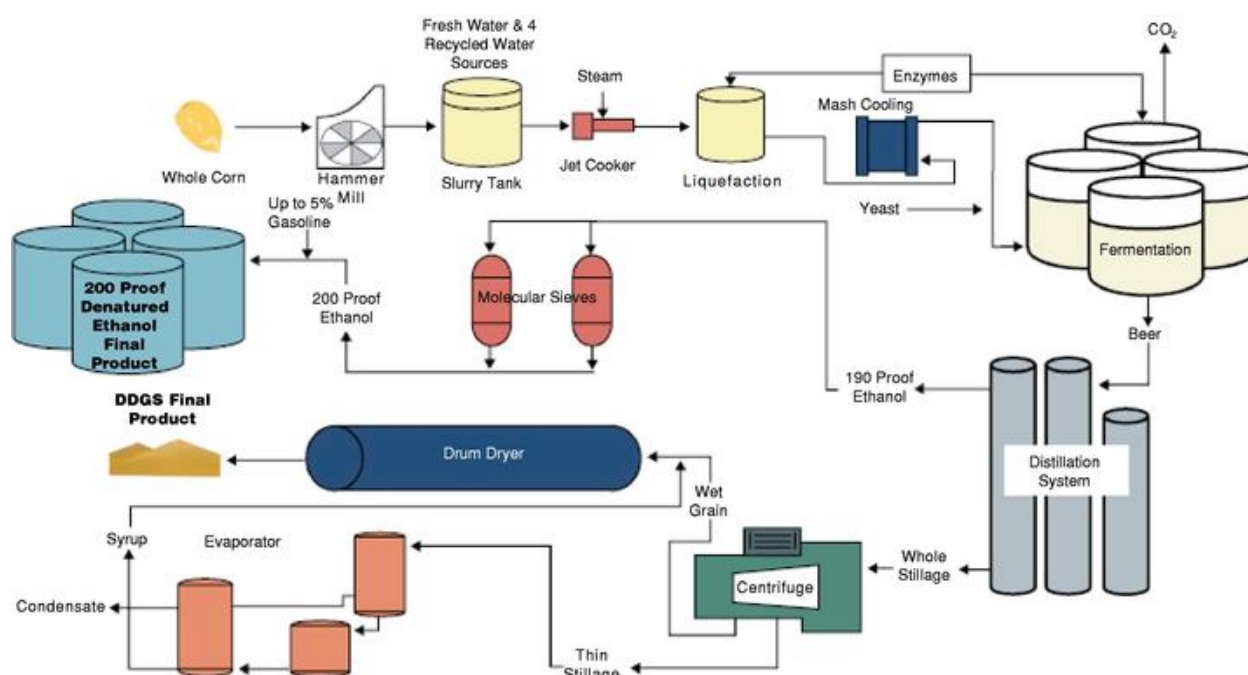 Fresh Water & 4
Recycled Water
Sources
CO₂
Steam
Enzymes
Mash Cooling
Whole Corn
Hammer
Mill
Slurry Tank
Jet Cooker
Liquefaction
Yeast
Fermentation
Up to 5%
Gasoline
200 Proof
Denatured
Ethanol
Final
Product
200 Proof
Ethanol
Molecular Sieves
Beer
190 Proof
Ethanol
DDGS Final
Product
Drum Dryer
Distillation
System
Wet
Grain
Syrup
Evaporator
Centrifuge
Whole
Stillage
Condensate
Thin
Stillage